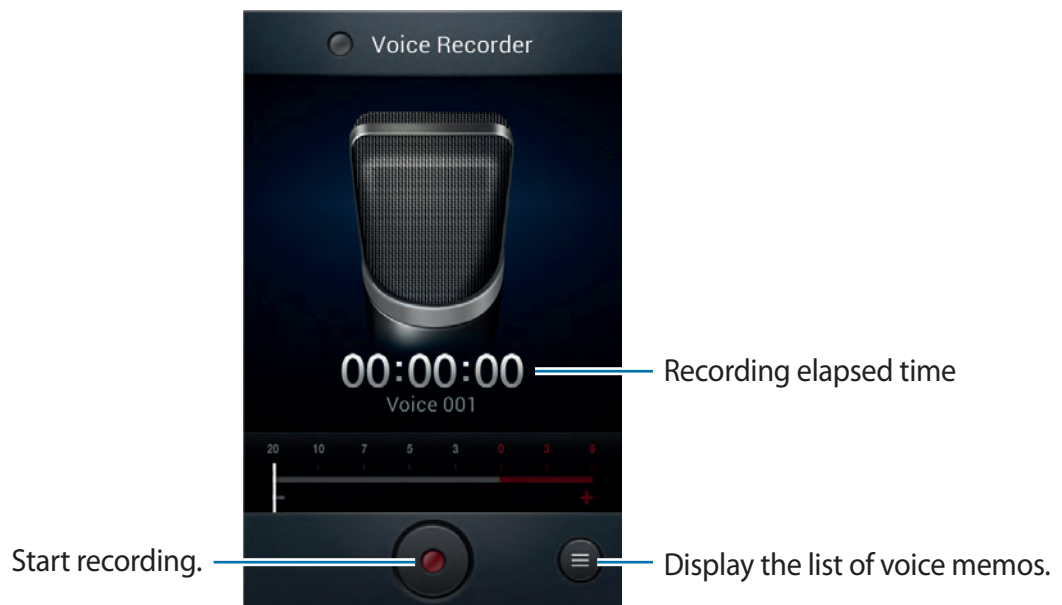 Voice Recorder
00:00:00
Recording elapsed time
Voice 001
20 10 7 5 3 0 3 9
- +
Start recording.
Display the list of voice memos.